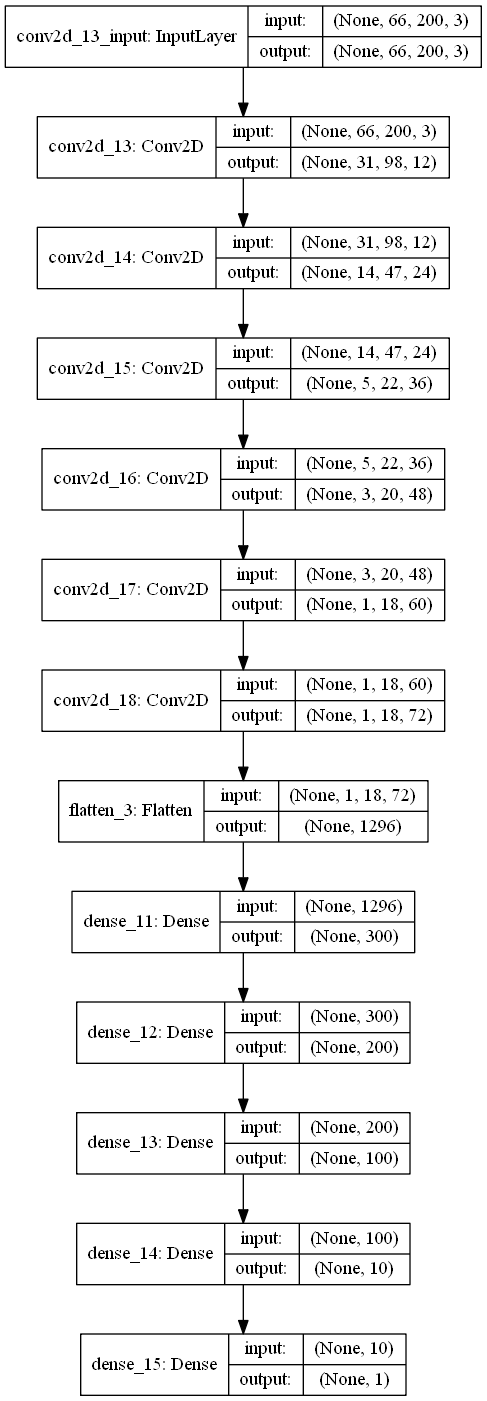 conv2d_13_input: InputLayer
input: (None, 66, 200, 3)
output: (None, 66, 200, 3)
conv2d_13: Conv2D
input: (None, 66, 200, 3)
output: (None, 31, 98, 12)
conv2d_14: Conv2D
input: (None, 31, 98, 12)
output: (None, 14, 47, 24)
conv2d_15: Conv2D
input: (None, 14, 47, 24)
output: (None, 5, 22, 36)
conv2d_16: Conv2D
input: (None, 5, 22, 36)
output: (None, 3, 20, 48)
conv2d_17: Conv2D
input: (None, 3, 20, 48)
output: (None, 1, 18, 60)
conv2d_18: Conv2D
input: (None, 1, 18, 60)
output: (None, 1, 18, 72)
flatten_3: Flatten
input: (None, 1, 18, 72)
output: (None, 1296)
dense_11: Dense
input: (None, 1296)
output: (None, 300)
dense_12: Dense
input: (None, 300)
output: (None, 200)
dense_13: Dense
input: (None, 200)
output: (None, 100)
dense_14: Dense
input: (None, 100)
output: (None, 10)
dense_15: Dense
input: (None, 10)
output: (None, 1)